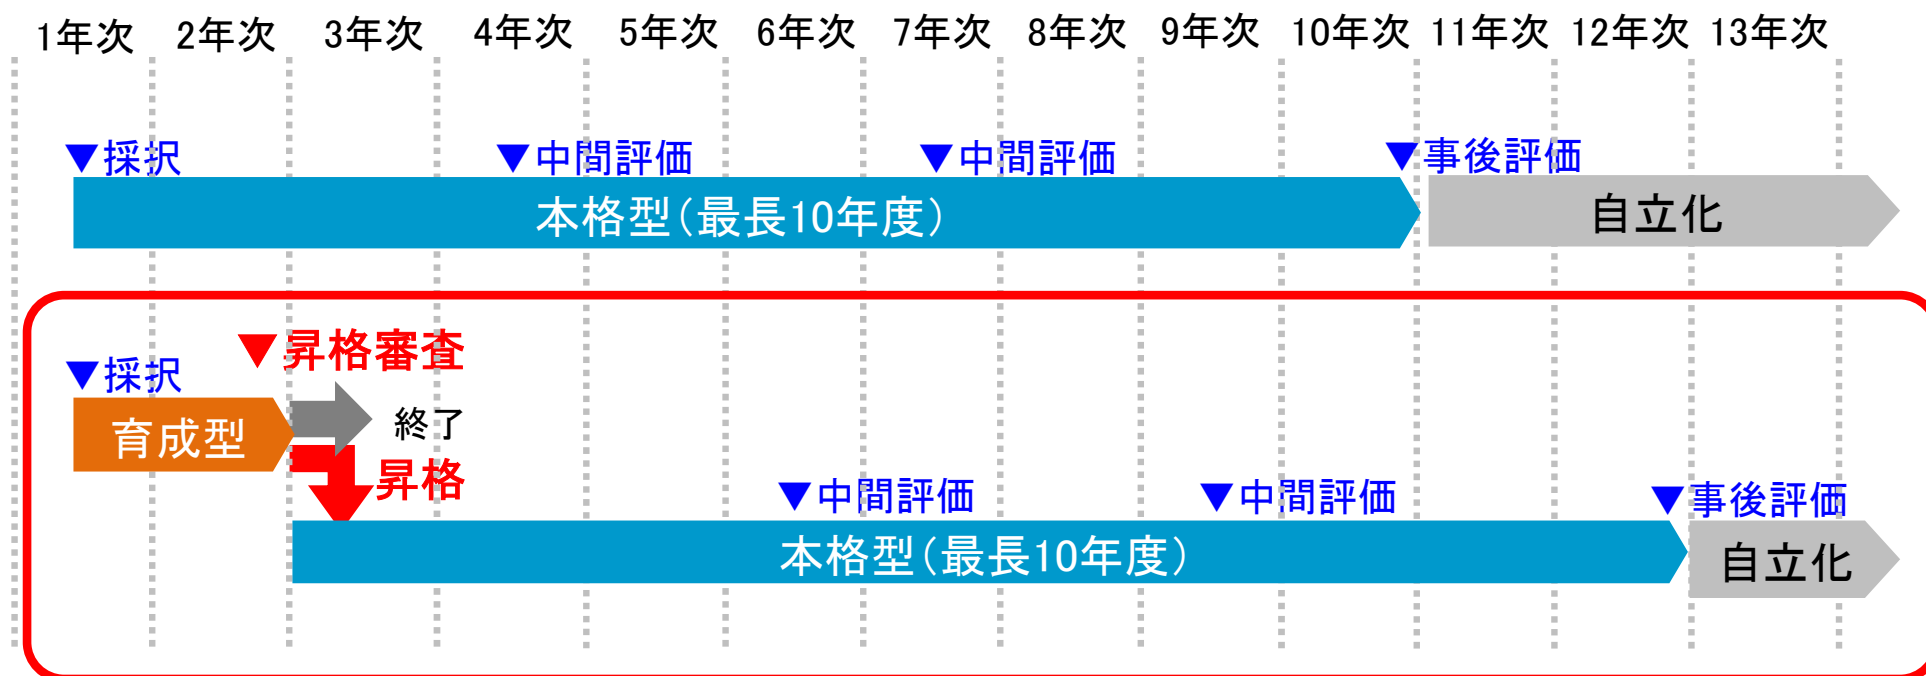 1年次 2年次 3年次 4年次 5年次 6年次 7年次 8年次 9年次 10年次 11年次 12年次 13年次
▼採択 ▼中間評価 ▼中間評価 ▼事後評価
本格型(最長10年度) 自立化
▼昇格審査
▼採択
終了
育成型
昇格
▼中間評価 ▼中間評価 ▼事後評価
本格型(最長10年度) 自立化